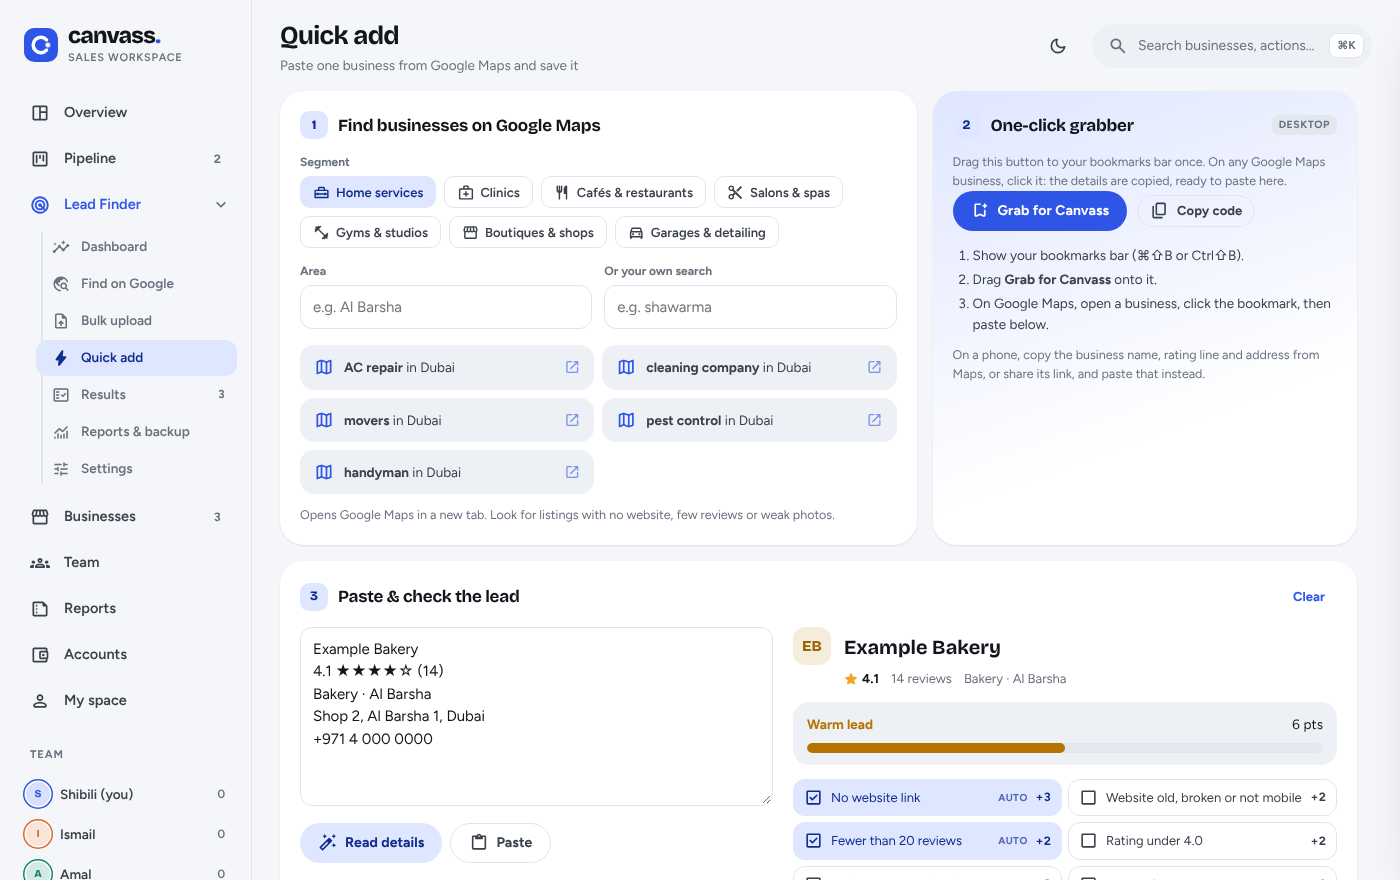 canvass.
SALES WORKSPACE
Overview
Pipeline 2
Lead Finder
Dashboard
Find on Google
Bulk upload
Quick add
Results 3
Reports & backup
Settings
Businesses 3
Team
Reports
Accounts
My space
TEAM
S Shibili (you) 0
I Ismail 0
A Amal 0
Quick add
Paste one business from Google Maps and save it
Search businesses, actions... ⌘K
1 Find businesses on Google Maps
Segment
Home services Clinics Cafés & restaurants Salons & spas
Gyms & studios Boutiques & shops Garages & detailing
Area Or your own search
e.g. Al Barsha e.g. shawarma
AC repair in Dubai cleaning company in Dubai
movers in Dubai pest control in Dubai
handyman in Dubai
Opens Google Maps in a new tab. Look for listings with no website, few reviews or weak photos.
2 One-click grabber DESKTOP
Drag this button to your bookmarks bar once. On any Google Maps
business, click it: the details are copied, ready to paste here.
Grab for Canvass Copy code
1. Show your bookmarks bar (⌘⇧B or Ctrl⇧B).
2. Drag Grab for Canvass onto it.
3. On Google Maps, open a business, click the bookmark, then
paste below.
On a phone, copy the business name, rating line and address from
Maps, or share its link, and paste that instead.
3 Paste & check the lead Clear
Example Bakery
4.1 ★★★★☆ (14)
Bakery · Al Barsha
Shop 2, Al Barsha 1, Dubai
+971 4 000 0000
Read details Paste
EB Example Bakery
4.1 14 reviews Bakery · Al Barsha
Warm lead 6 pts
No website link AUTO +3 Website old, broken or not mobile +2
Fewer than 20 reviews AUTO +2 Rating under 4.0 +2